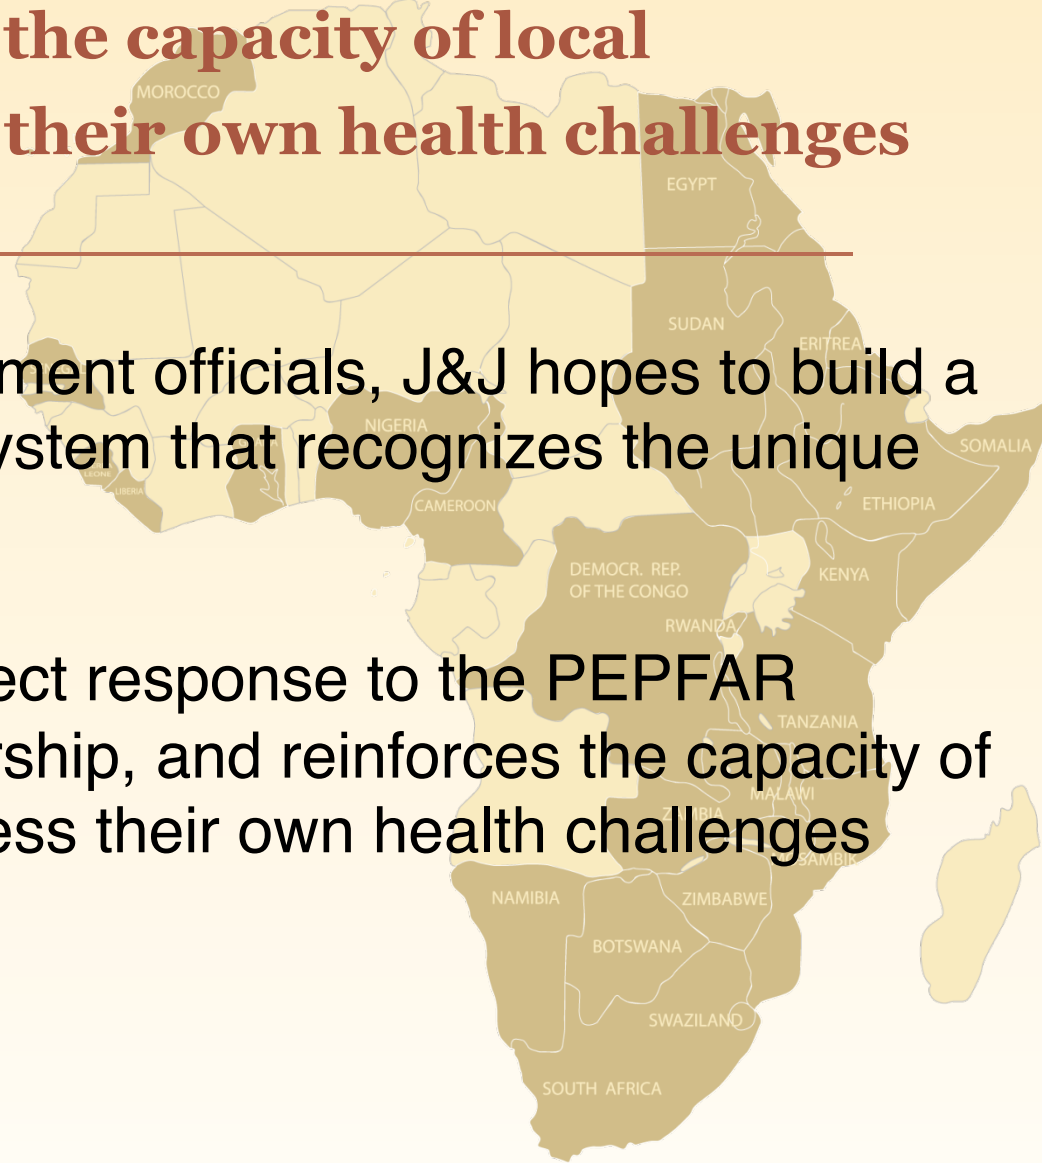 the capacity of local
MOROCCO
their own health challenges
EGYPT
SUDAN
ERITREA
ment officials, J&J hopes to build a
NIGERIA
ystem that recognizes the unique
SOMALIA
LEONE
LIBERIA
CAMEROON
ETHIOPIA
DEMOCR. REP.
OF THE CONGO
KENYA
RWANDA
ect response to the PEPFAR
TANZANIA
rship, and reinforces the capacity of
MALAWI
ZAMBIA
ess their own health challenges
NAMIBIA
ZIMBABWE
BOTSWANA
SWAZILAND
SOUTH AFRICA